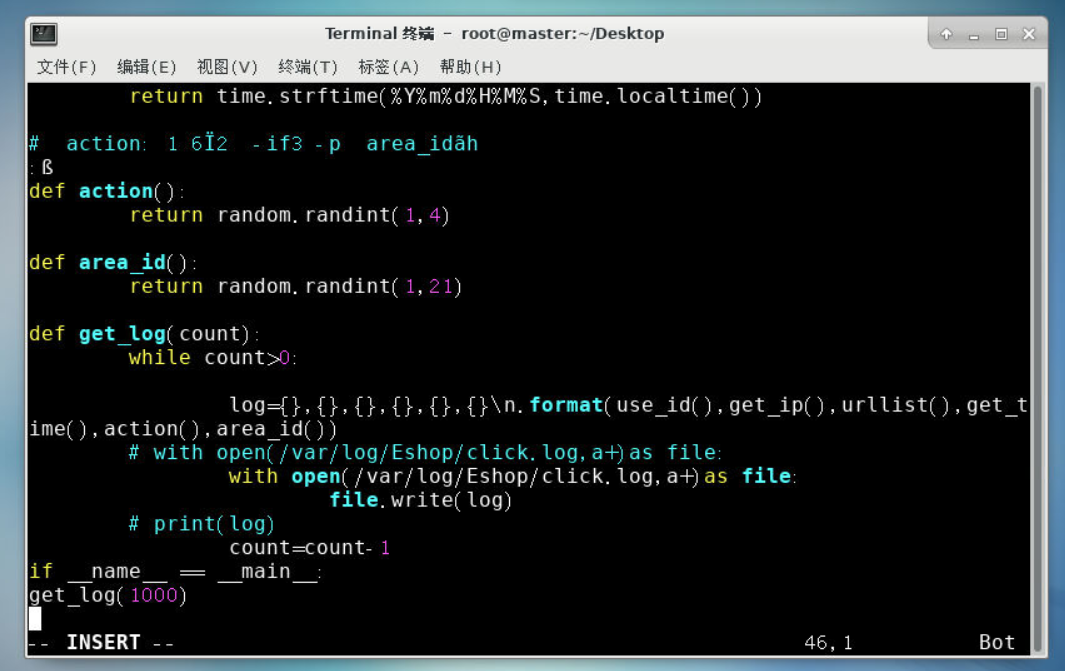 Terminal 终端 - root@master:~/Desktop
文件(F) 编辑(E) 视图(V) 终端(T) 标签(A) 帮助(H)
return time.strftime(%Y%m%d%H%M%S,time.localtime())
# action: 1 6Ï2 -if3 -p area_idãh
:ß
def action():
return random.randint(1,4)
def area_id():
return random.randint(1,21)
def get_log(count):
while count>0:
log={},{},{},{},{},{}\n.format(use_id(),get_ip(),urllist(),get_t
ime(),action(),area_id())
# with open(/var/log/Eshop/click.log,a+)as file:
with open(/var/log/Eshop/click.log,a+)as file:
file.write(log)
# print(log)
count=count-1
if __name__ == __main__:
get_log(1000)
-- INSERT -- 46,1 Bot